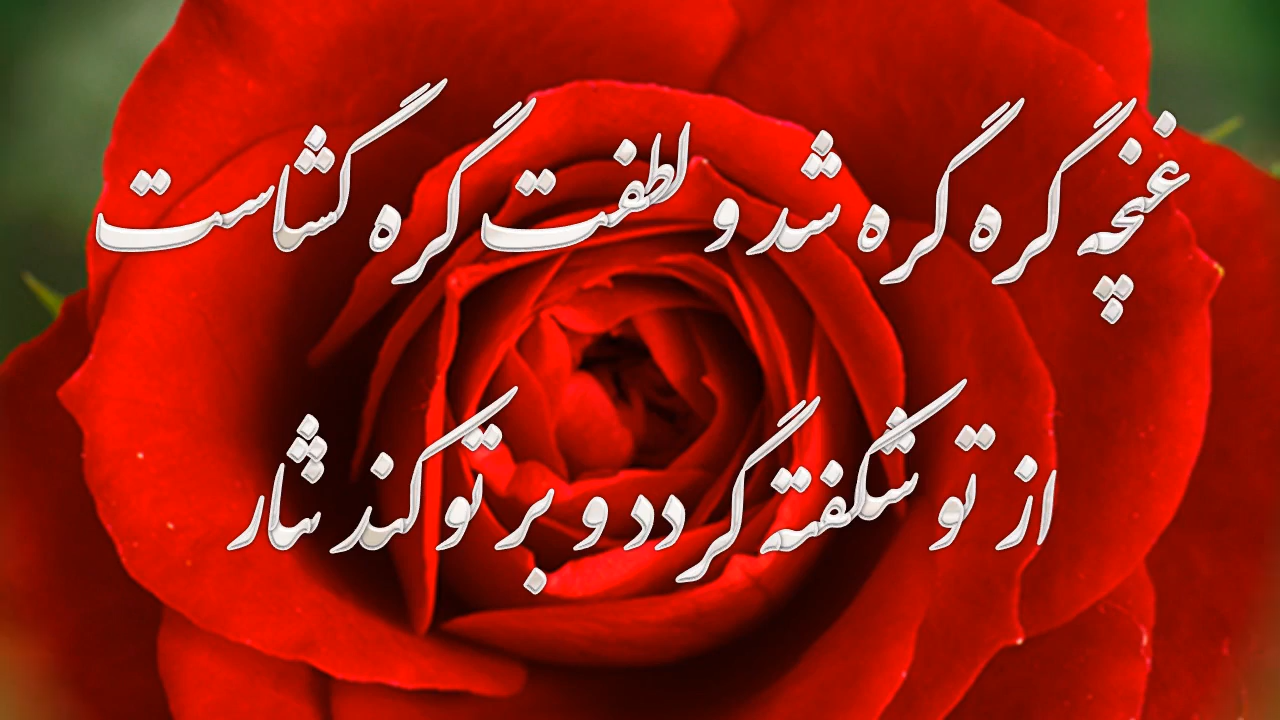 غنچه گره گره شد و لطفت گره گشاست
از تو شکفته گردد و بر تو کند نثار